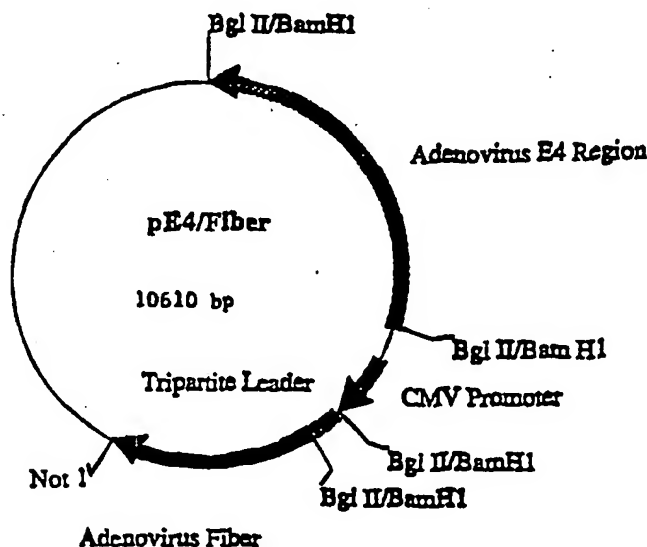 Bgl II/BamH1
Adenovirus E4 Region
pE4/Fiber
10610 bp
Bgl II/Bam H1
Tripartite Leader
CMV Promoter
Bgl II/BamH1
Not 1
Bgl II/BamH1
Adenovirus Fiber